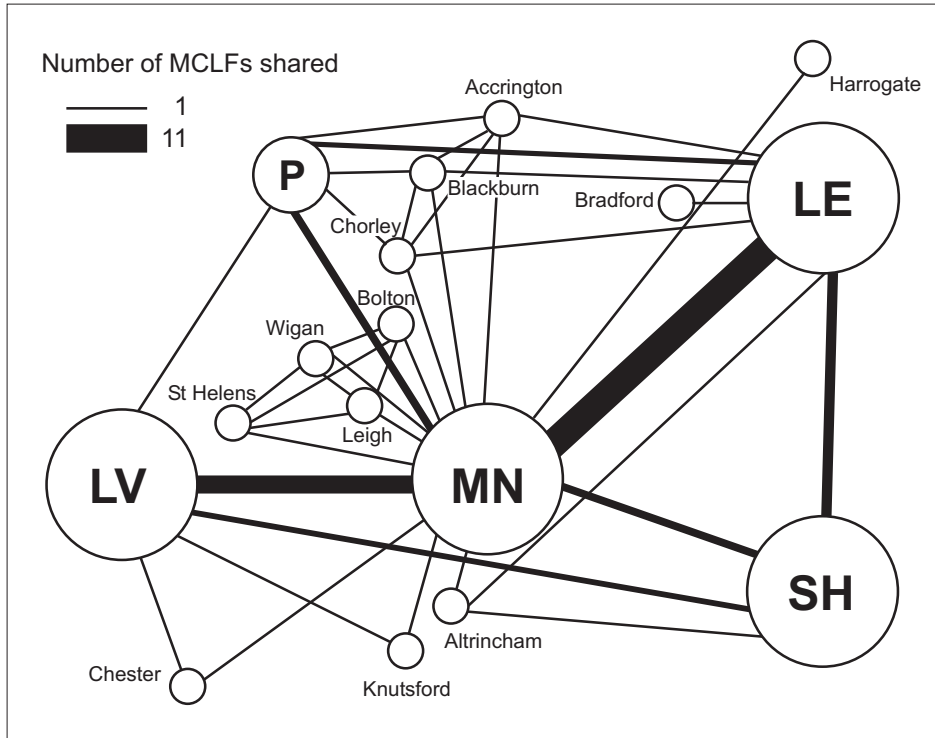 Number of MCLFs shared
1
11
Accrington
Harrogate
P
Blackburn
Bradford
LE
Chorley
Bolton
Wigan
St Helens
Leigh
LV
MN
SH
Altrincham
Chester
Knutsford